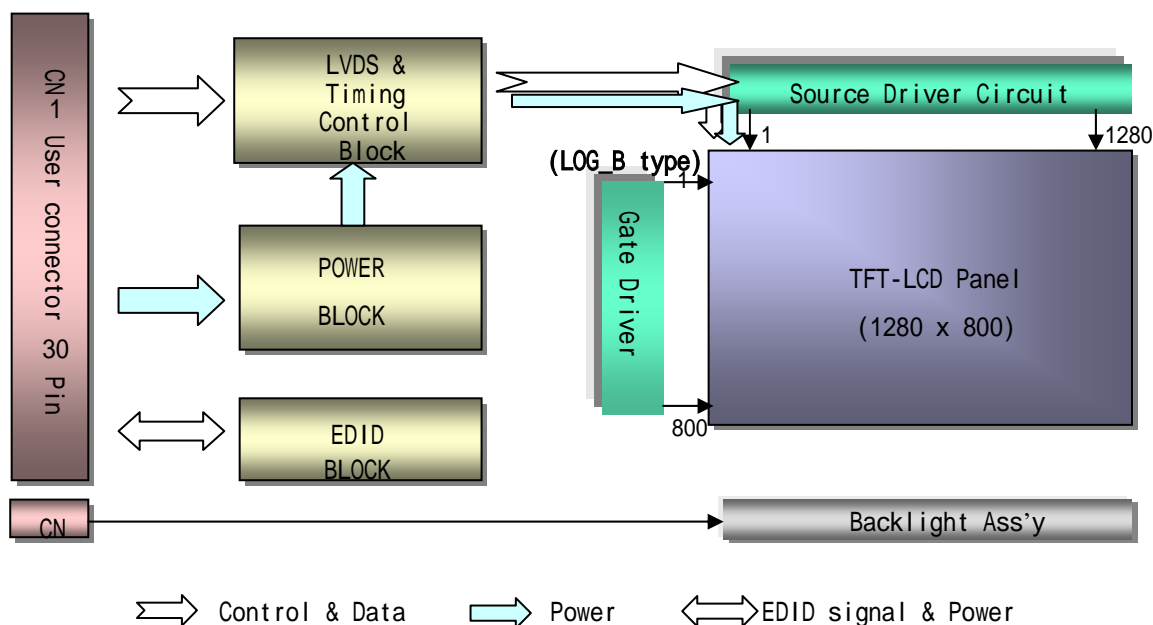 CN1 User connector 30 Pin
LVDS &
Timing
Control
Block
POWER
BLOCK
EDID
BLOCK
Source Driver Circuit
1
1280
(LOG_B type)
1
Gate Driver
800
TFT-LCD Panel
(1280 x 800)
CN
Backlight Ass'y
Control & Data
Power
EDID signal & Power